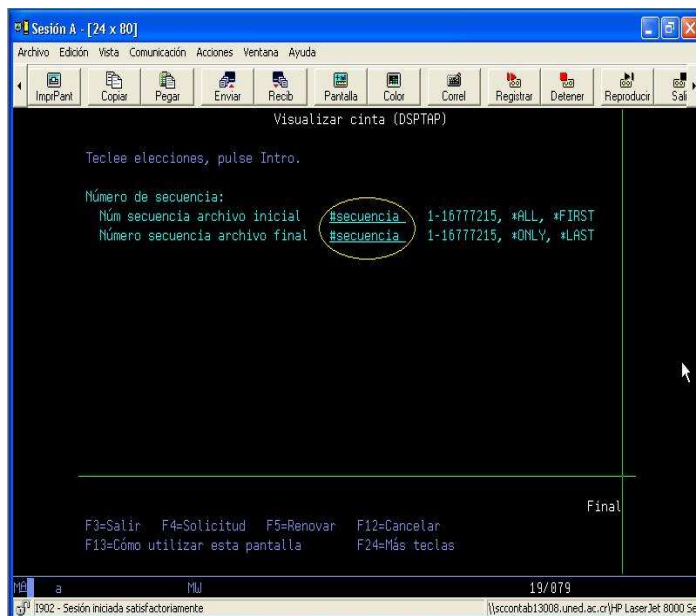 Sesión A - [24 x 80]
Archivo Edición Vista Comunicación Acciones Ventana Ayuda
ImprPant Copiar Pegar Enviar Recib Pantalla Color Correl Registrar Detener Reproducir Sali
Visualizar cinta (DSPTAP)
Teclee elecciones, pulse Intro.
Número de secuencia:
Núm secuencia archivo inicial #secuencia 1-16777215, *ALL, *FIRST
Número secuencia archivo final #secuencia 1-16777215, *ONLY, *LAST
Final
F3=Salir F4=Solicitud F5=Renovar F12=Cancelar
F13=Cómo utilizar esta pantalla F24=Más teclas
MA a MW 19/079
I902 - Sesión iniciada satisfactoriamente \\sccontab13008.uned.ac.cr\HP LaserJet 8000 Se